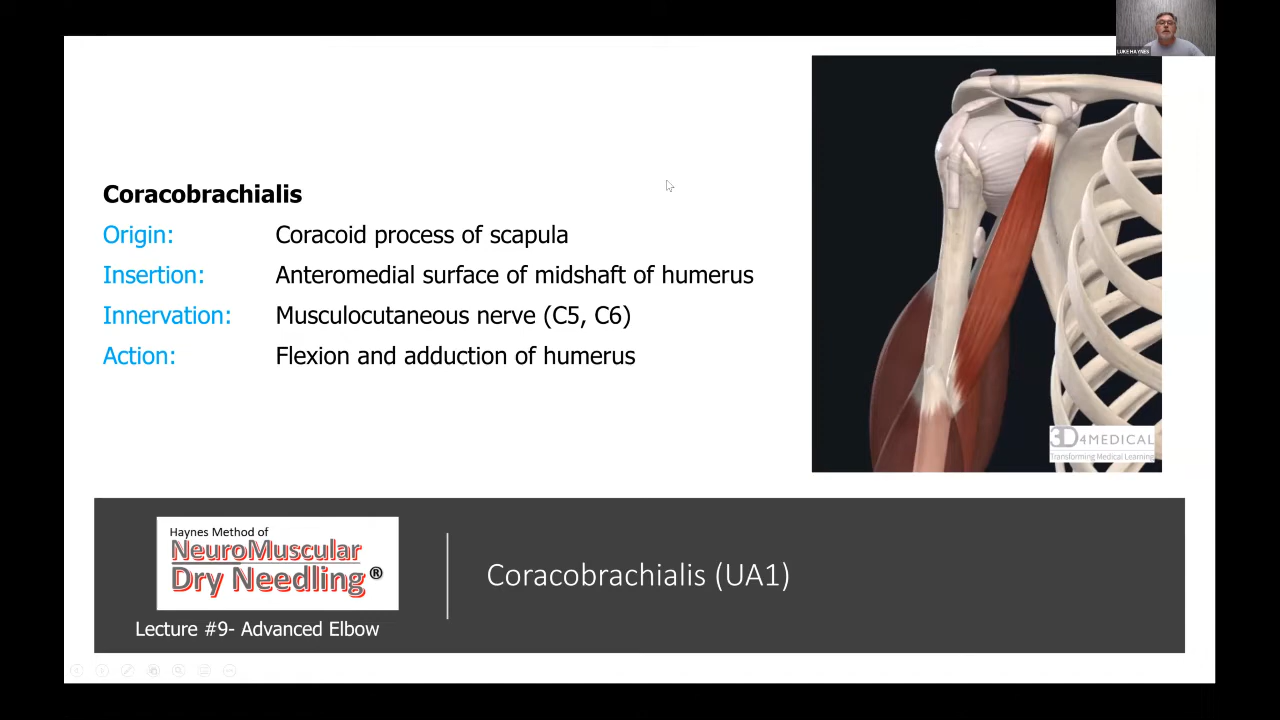 LUKE HAYNES
Coracobrachialis
Origin: Coracoid process of scapula
Insertion: Anteromedial surface of midshaft of humerus
Innervation: Musculocutaneous nerve (C5, C6)
Action: Flexion and adduction of humerus
3D4MEDICAL
Transforming Medical Learning
Haynes Method of
NeuroMuscular
Dry Needling®
Coracobrachialis (UA1)
Lecture #9- Advanced Elbow